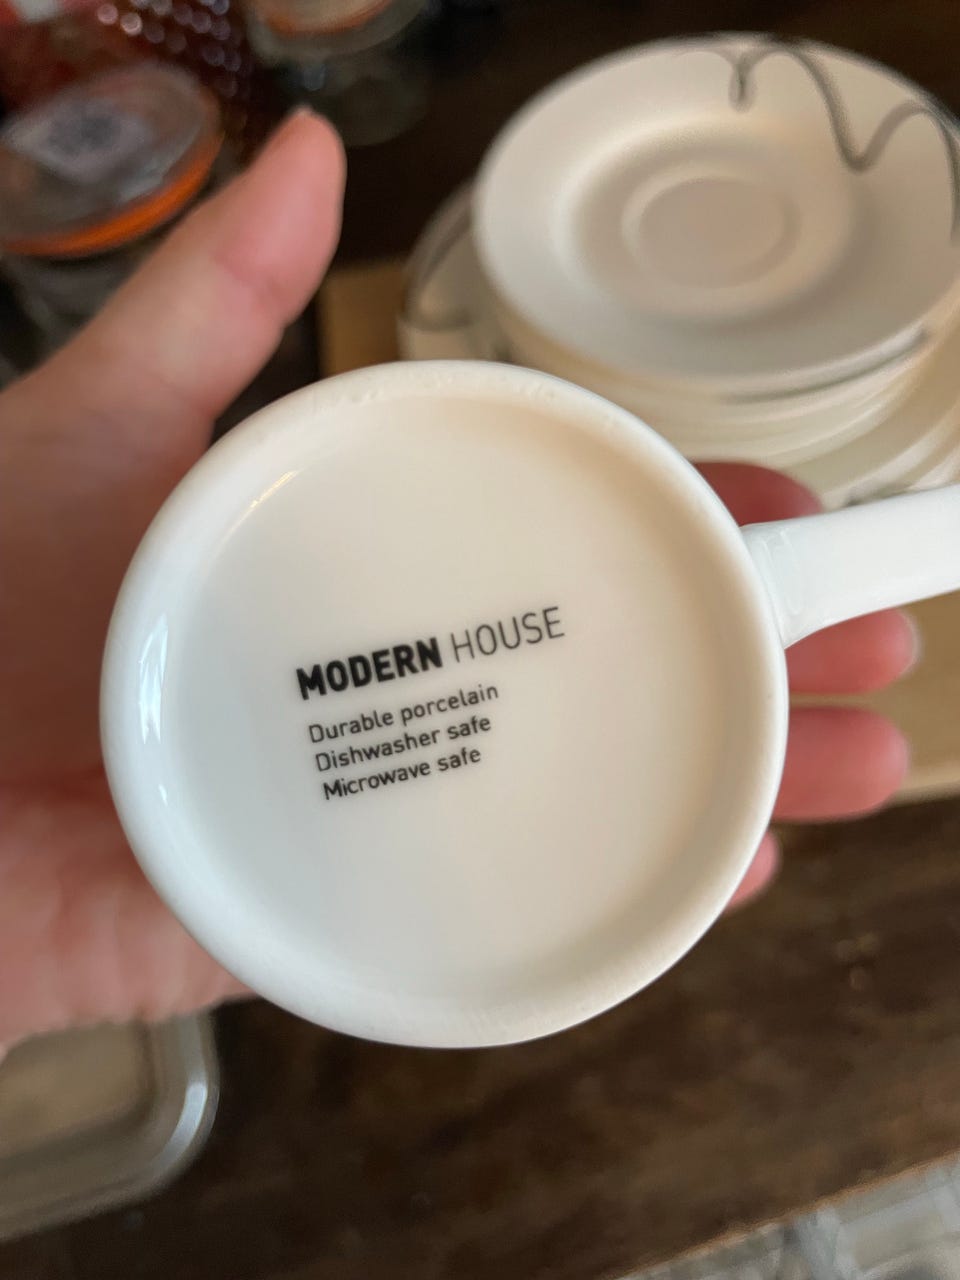 MODERN HOUSE
Durable porcelain
Dishwasher safe
Microwave safe